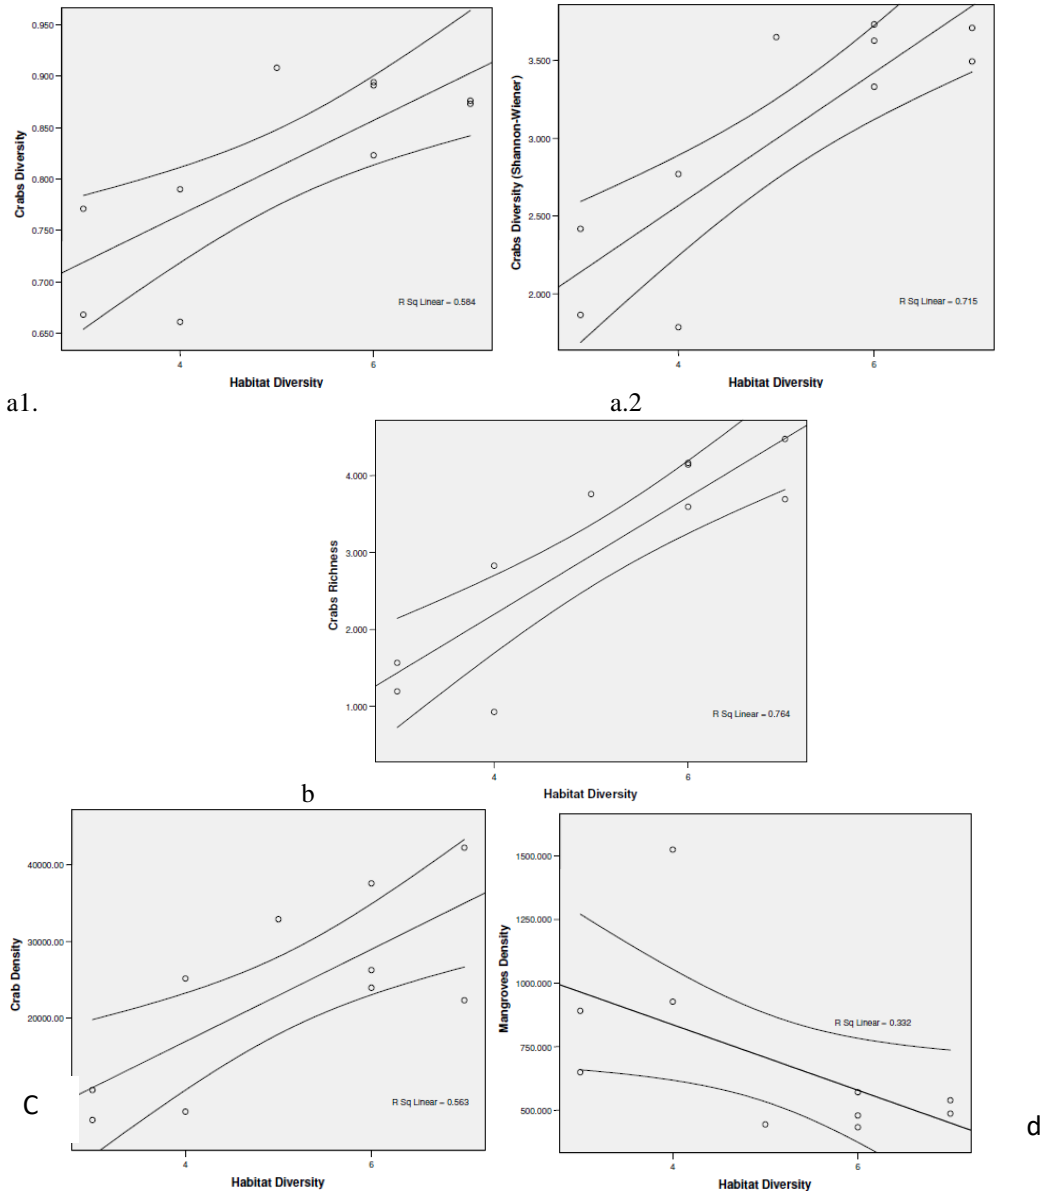 0.950
0.900
0.850
0.800
0.750
0.700
0.650
Crabs Diversity
R Sq Linear = 0.584
4
6
Habitat Diversity
3.500
3.000
2.500
2.000
Crabs Diversity (Shannon-Wiener)
R Sq Linear = 0.715
4
6
Habitat Diversity
a1.
a.2
4.000
3.000
2.000
1.000
Crabs Richness
R Sq Linear = 0.764
4
6
b
Habitat Diversity
40000.00
30000.00
20000.00
Crab Density
C
R Sq Linear = 0.563
4
6
Habitat Diversity
1500.000
1250.000
1000.000
750.000
500.000
Mangroves Density
R Sq Linear = 0.332
4
6
Habitat Diversity
d